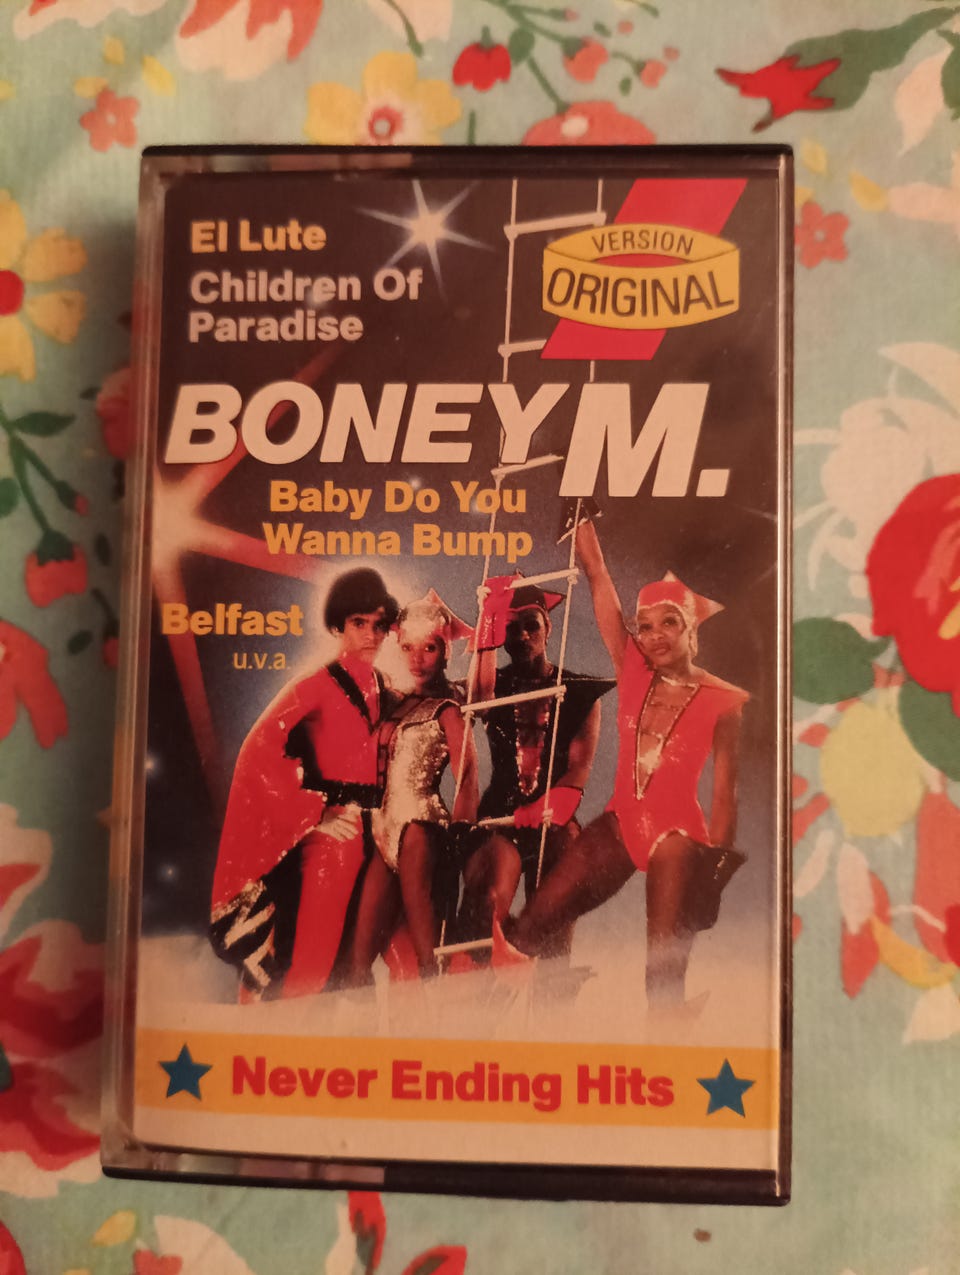 El Lute
Children Of
Paradise
VERSION
ORIGINAL
BONEY M.
Baby Do You
Wanna Bump
Belfast
u.v.a.
Never Ending Hits